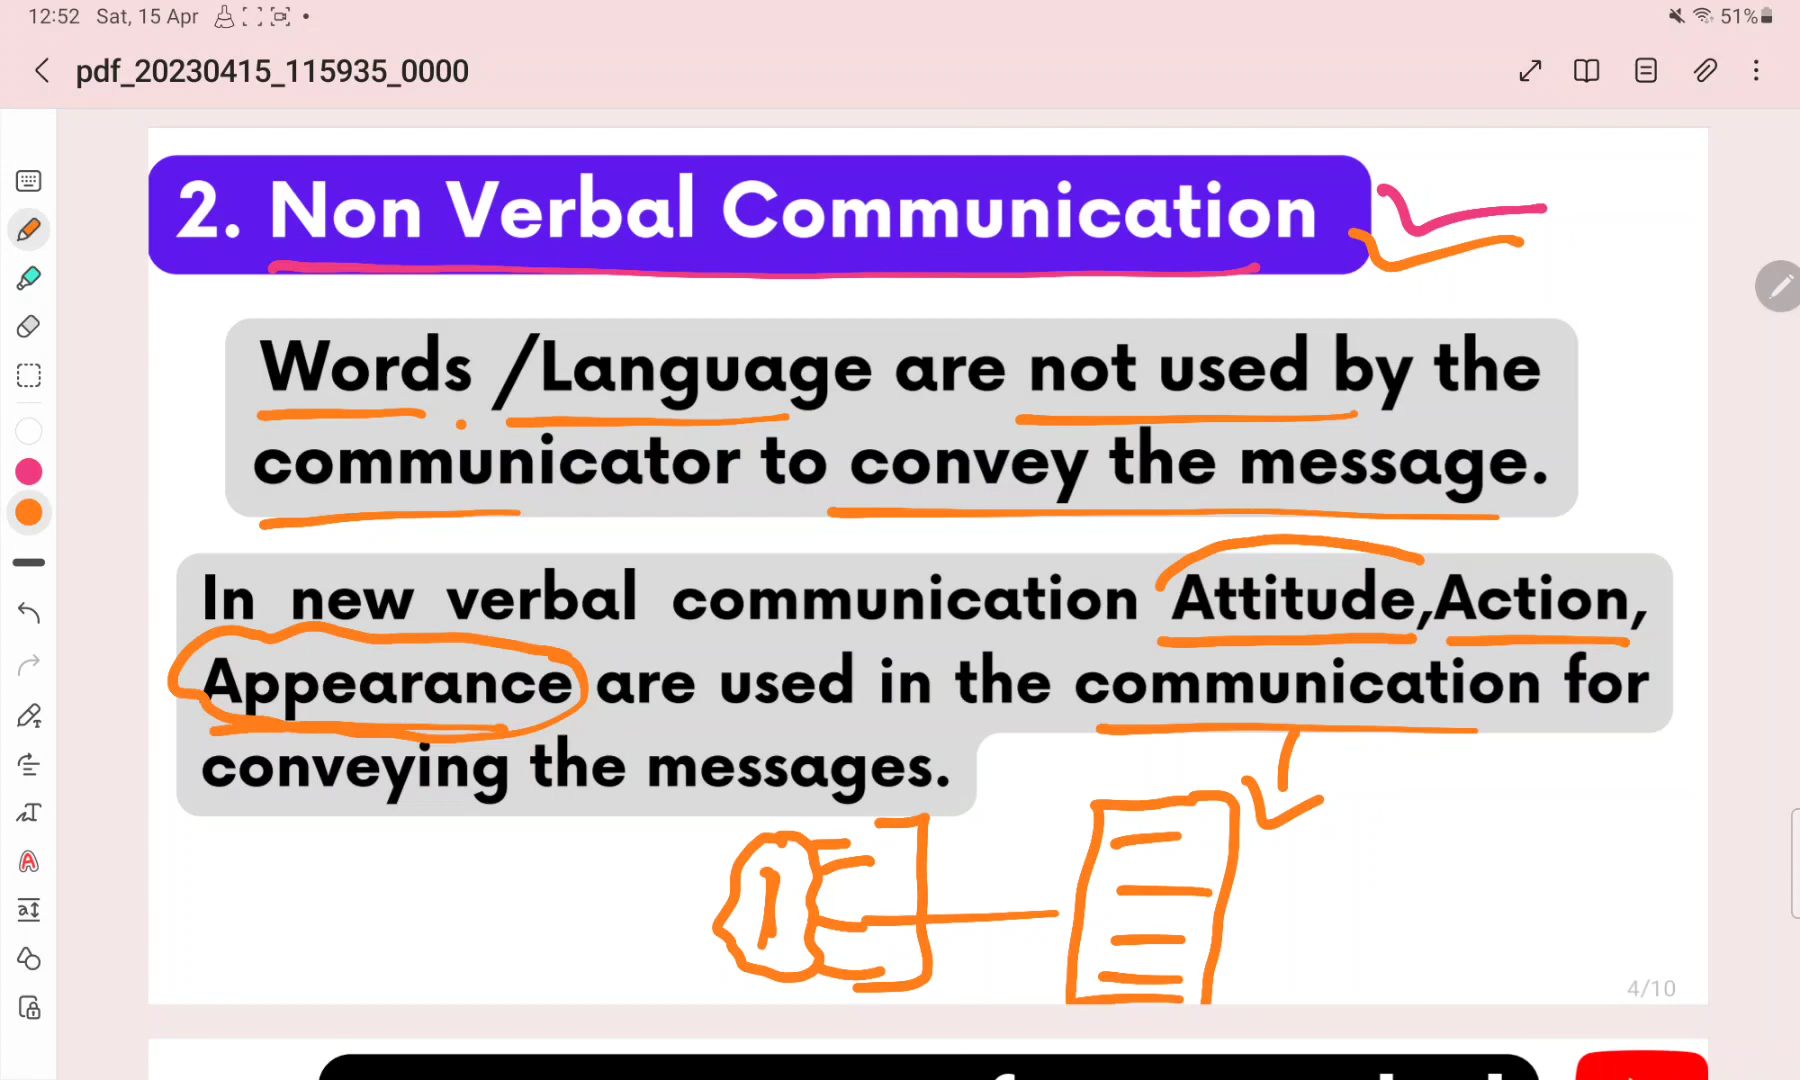 12:52 Sat, 15 Apr
51%
pdf_20230415_115935_0000
2. Non Verbal Communication
Words /Language are not used by the
communicator to convey the message.
In new verbal communication Attitude,Action,
Appearance are used in the communication for
conveying the messages.
4/10